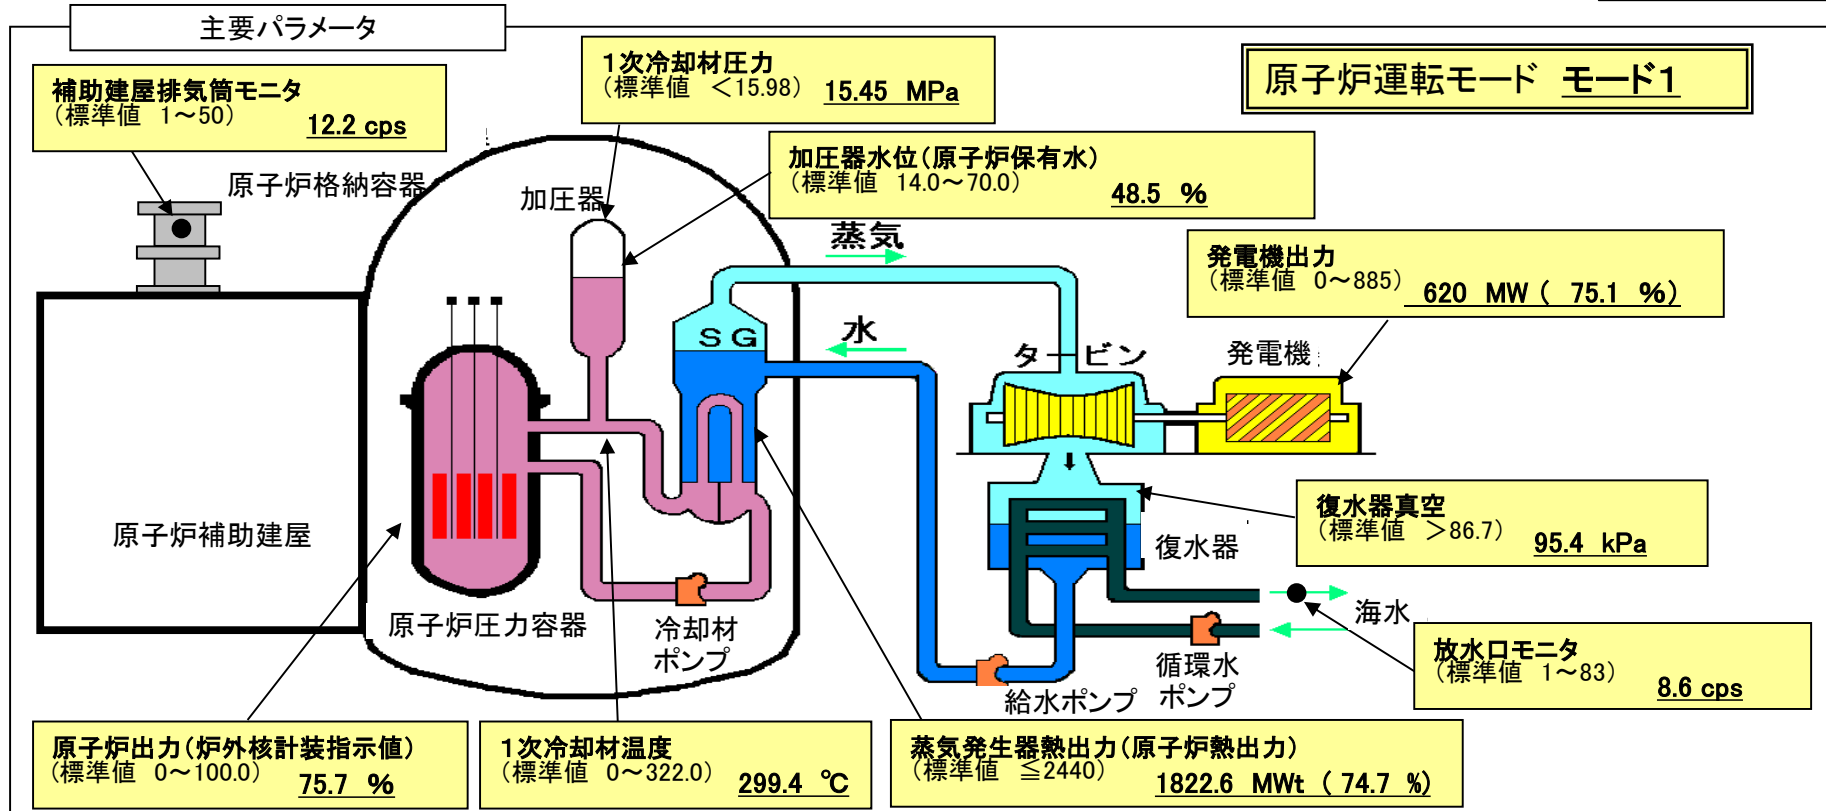 主要パラメータ
補助建屋排気筒モニタ
(標準値 1～50)
12.2 cps
1次冷却材圧力
(標準値 ＜15.98) 15.45 MPa
原子炉運転モード モード1
加圧器水位(原子炉保有水)
(標準値 14.0～70.0)
48.5 %
原子炉格納容器
加圧器
蒸気
発電機出力
(標準値 0～885)
620 MW ( 75.1 %)
SG
水
タービン
発電機
復水器真空
(標準値 ＞86.7)
95.4 kPa
原子炉補助建屋
復水器
原子炉圧力容器
冷却材
ポンプ
海水
放水口モニタ
(標準値 1～83)
8.6 cps
循環水
ポンプ
給水ポンプ
原子炉出力(炉外核計装指示値)
(標準値 0～100.0)
75.7 %
1次冷却材温度
(標準値 0～322.0)
299.4 ℃
蒸気発生器熱出力(原子炉熱出力)
(標準値 ≦2440)
1822.6 MWt ( 74.7 %)